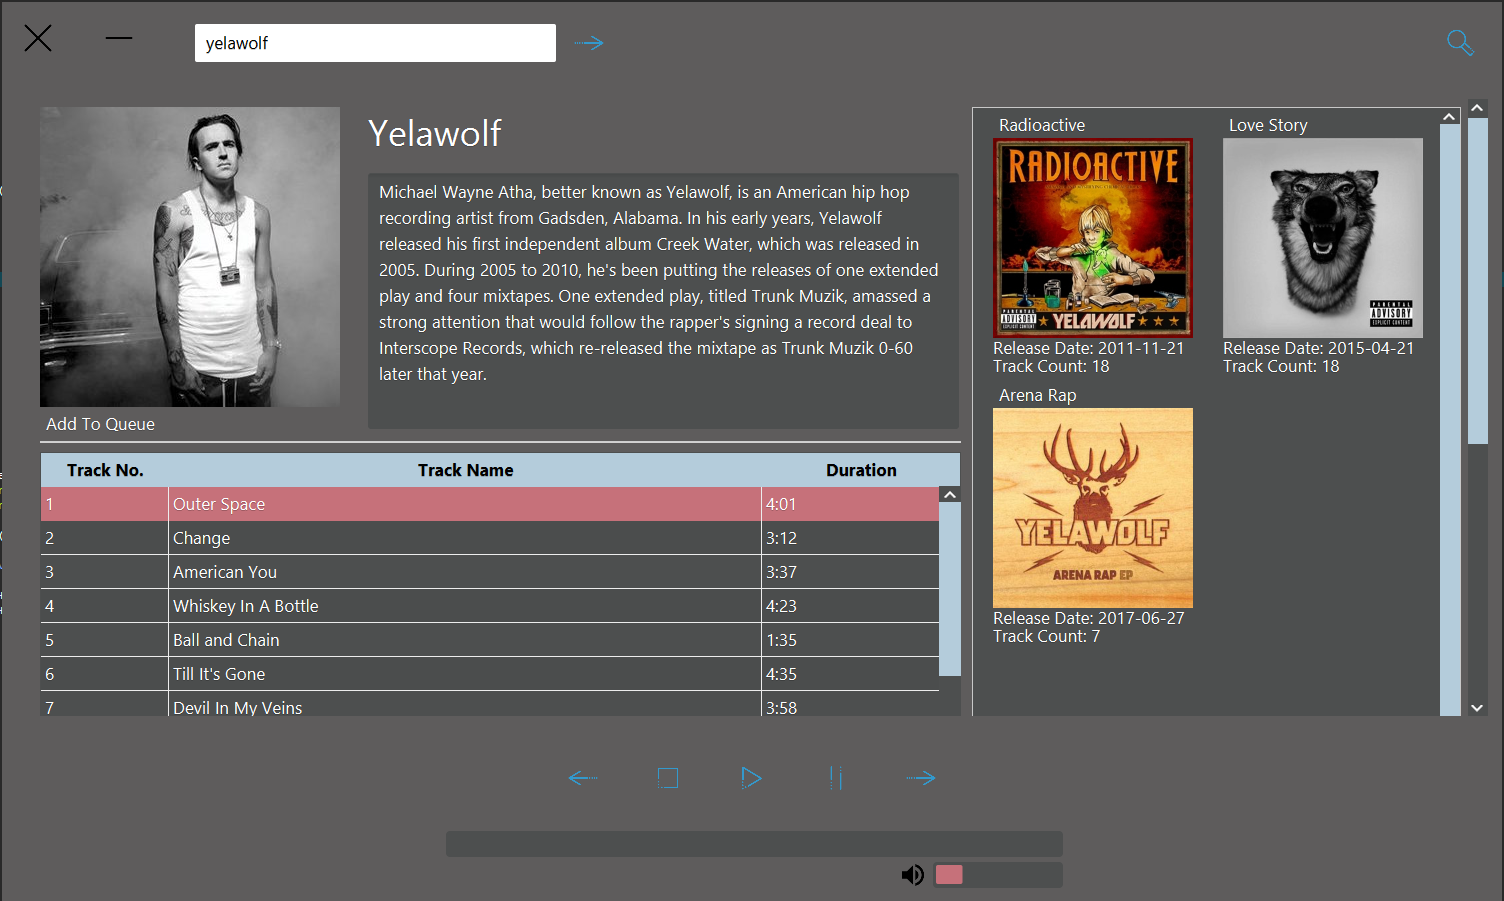 yelawolf
Yelawolf
Michael Wayne Atha, better known as Yelawolf, is an American hip hop
recording artist from Gadsden, Alabama. In his early years, Yelawolf
released his first independent album Creek Water, which was released in
2005. During 2005 to 2010, he's been putting the releases of one extended
play and four mixtapes. One extended play, titled Trunk Muzik, amassed a
strong attention that would follow the rapper's signing a record deal to
Interscope Records, which re-released the mixtape as Trunk Muzik 0-60
later that year.
Add To Queue
Track No. Track Name Duration
1 Outer Space 4:01
2 Change 3:12
3 American You 3:37
4 Whiskey In A Bottle 4:23
5 Ball and Chain 1:35
6 Till It's Gone 4:35
7 Devil In My Veins 3:58
Radioactive
RADIOACTIVE
PARENTAL
ADVISORY
EXPLICIT CONTENT
YELAWOLF
Release Date: 2011-11-21
Track Count: 18
Love Story
PARENTAL
ADVISORY
EXPLICIT CONTENT
Release Date: 2015-04-21
Track Count: 18
Arena Rap
YELAWOLF
ARENA RAP EP
Release Date: 2017-06-27
Track Count: 7